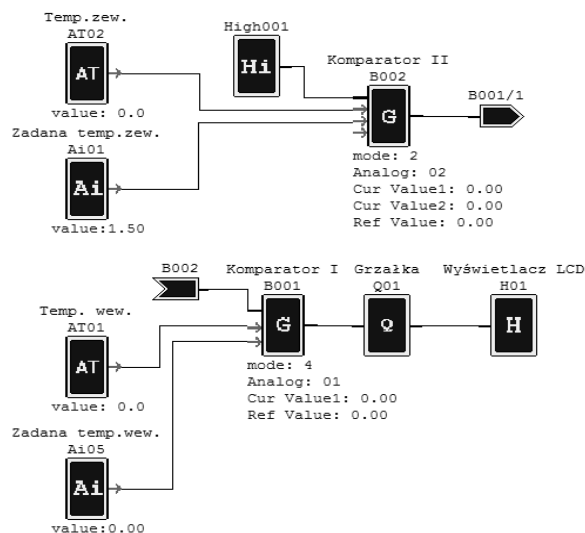 Temp.zew.
AT02
AT
value: 0.0
High001
Hi
Komparator II
B002
G
B001/1
Zadana temp.zew.
Ai01
Ai
value:1.50
mode: 2
Analog: 02
Cur Value1: 0.00
Cur Value2: 0.00
Ref Value: 0.00
B002
Komparator I
B001
G
Grzałka
Q01
Q
Wyświetlacz LCD
H01
H
Temp. wew.
AT01
AT
value: 0.0
mode: 4
Analog: 01
Cur Value1: 0.00
Ref Value: 0.00
Zadana temp.wew.
Ai05
Ai
value:0.00